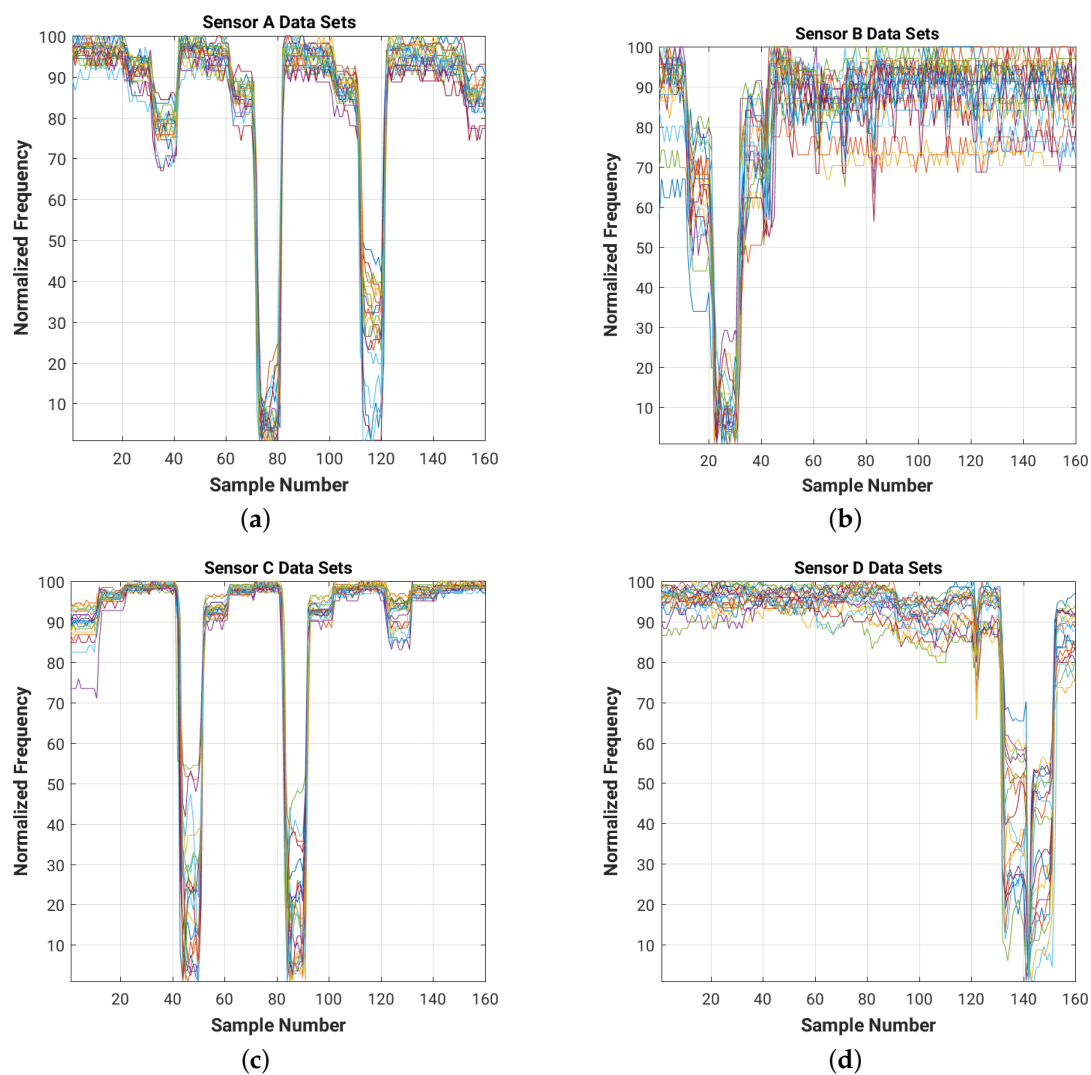 Sensor A Data Sets
Normalized Frequency
100
90
80
70
60
50
40
30
20
10
20 40 60 80 100 120 140 160
Sample Number
(a)
Sensor B Data Sets
Normalized Frequency
100
90
80
70
60
50
40
30
20
10
20 40 60 80 100 120 140 160
Sample Number
(b)
Sensor C Data Sets
Normalized Frequency
100
90
80
70
60
50
40
30
20
10
20 40 60 80 100 120 140 160
Sample Number
(c)
Sensor D Data Sets
Normalized Frequency
100
90
80
70
60
50
40
30
20
10
20 40 60 80 100 120 140 160
Sample Number
(d)